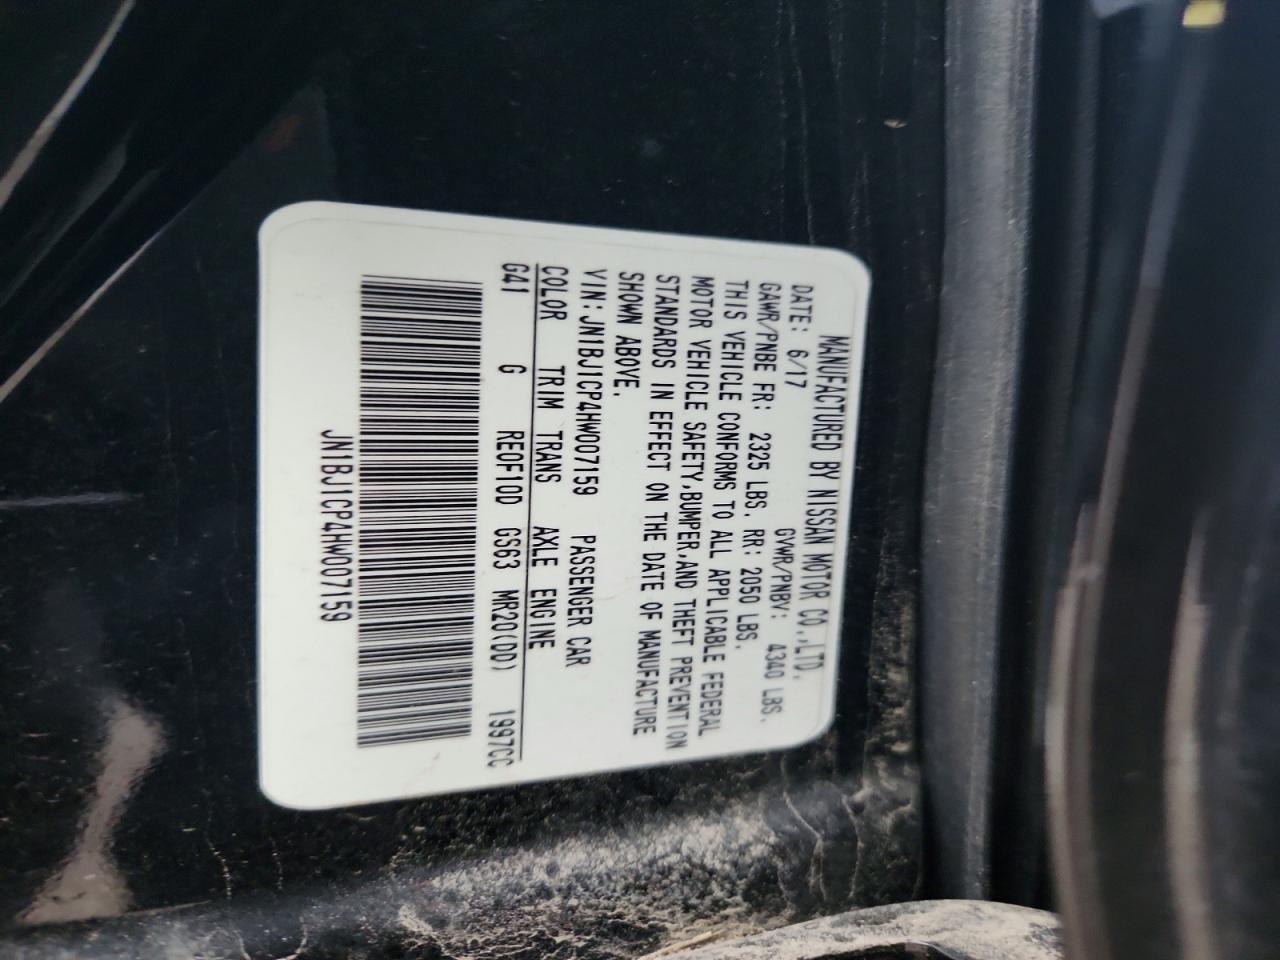 MANUFACTURED BY NISSAN MOTOR CO.,LTD.
DATE: 6/17 GVWR/PNBV: 4340 LBS.
GAWR/PNBE FR: 2325 LBS. RR: 2050 LBS.
THIS VEHICLE CONFORMS TO ALL APPLICABLE FEDERAL
MOTOR VEHICLE SAFETY,BUMPER,AND THEFT PREVENTION
STANDARDS IN EFFECT ON THE DATE OF MANUFACTURE
SHOWN ABOVE.
VIN:JN1BJ1CP4HW007159 PASSENGER CAR
COLOR TRIM TRANS AXLE ENGINE
G41 G RE0F10D GS63 MR20(DD) 1997CC
JN1BJ1CP4HW007159